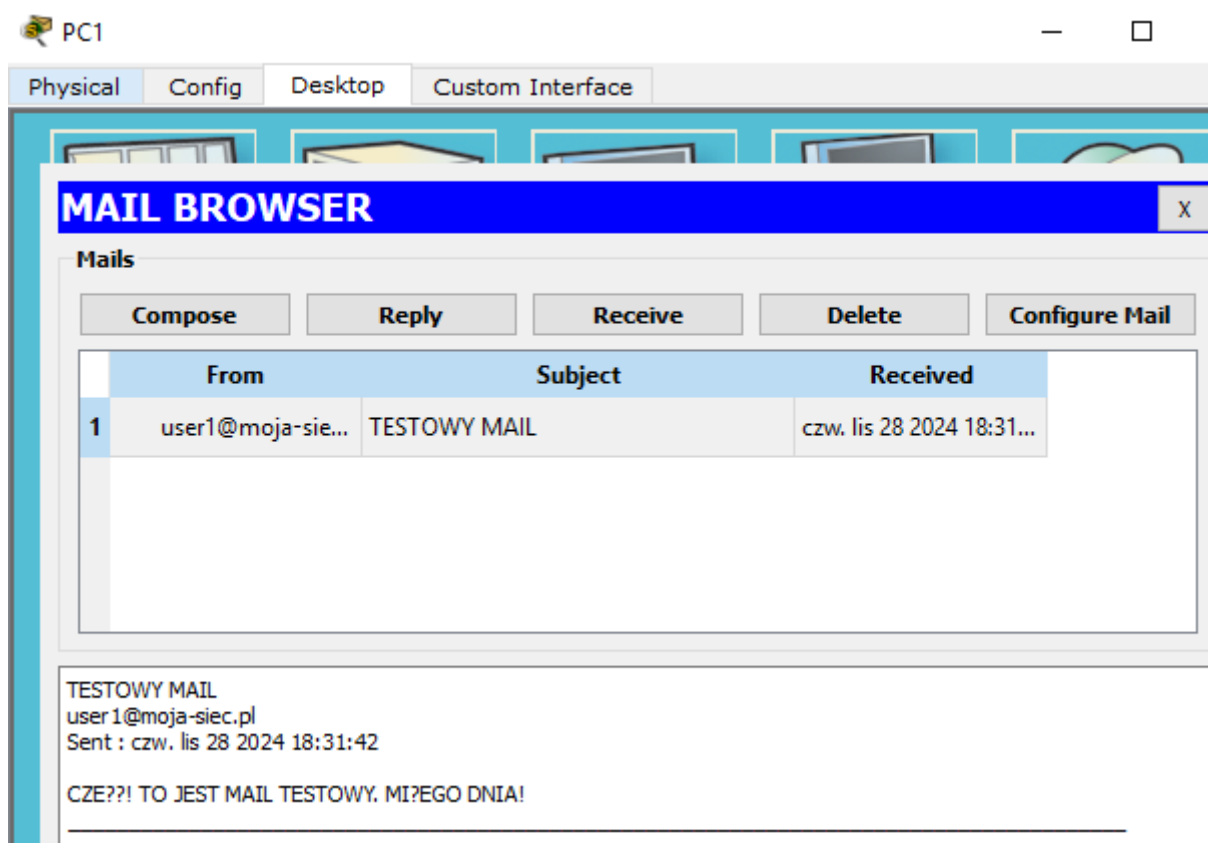 PC1
Physical Config Desktop Custom Interface
MAIL BROWSER
X
Mails
Compose Reply Receive Delete Configure Mail
From Subject Received
1 user1@moja-sie... TESTOWY MAIL czw. lis 28 2024 18:31...
TESTOWY MAIL
user1@moja-siec.pl
Sent : czw. lis 28 2024 18:31:42
CZE??! TO JEST MAIL TESTOWY. MI?EGO DNIA!